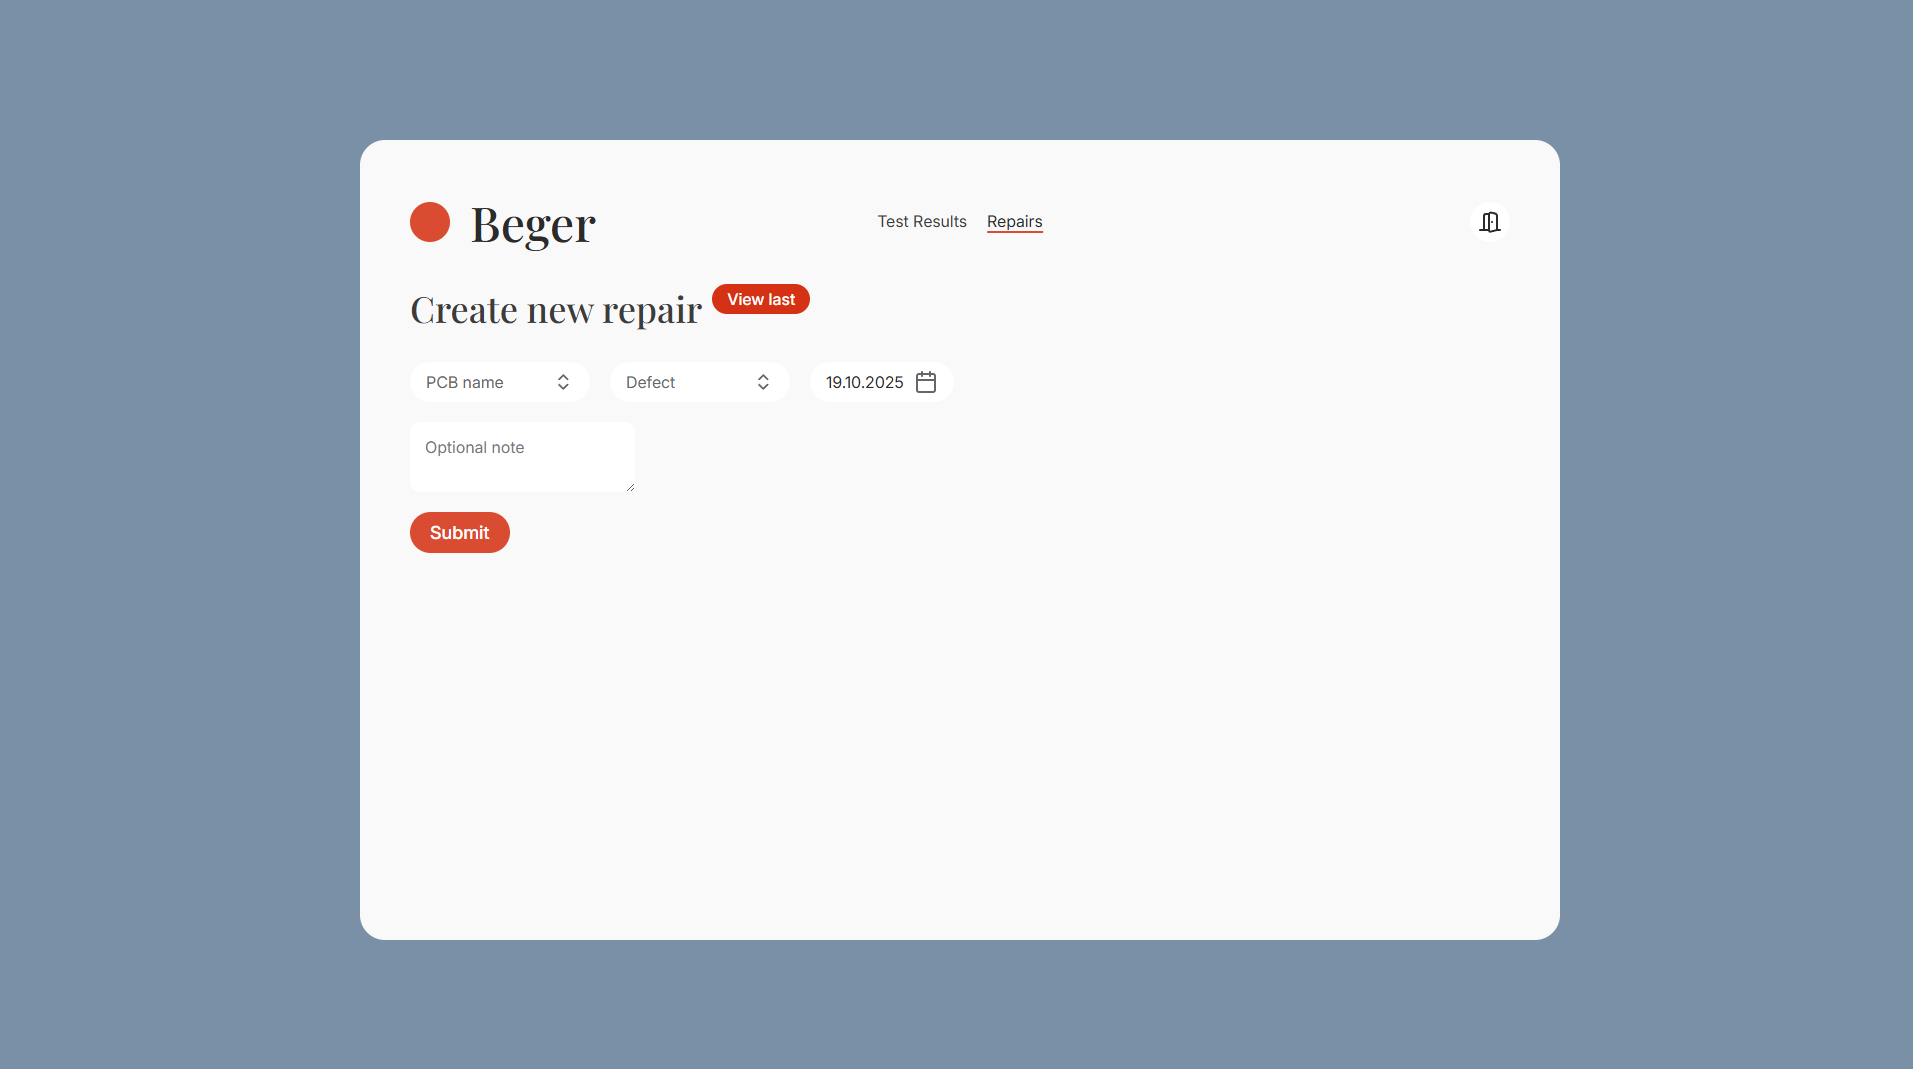 Beger
Test Results Repairs
Create new repair View last
PCB name Defect 19.10.2025
Optional note
Submit